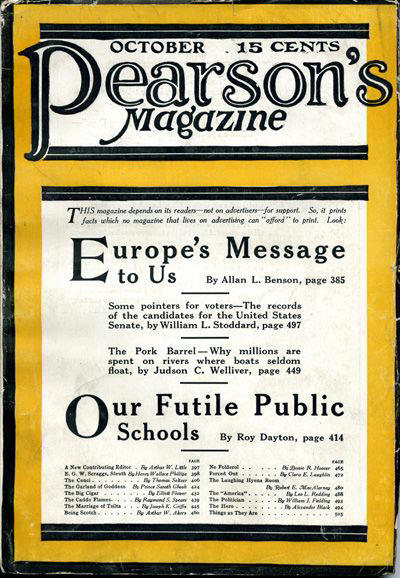 OCTOBER . 15 CENTS
Pearson's
Magazine
THIS magazine depends on its readers—not on advertisers—for support. So, it prints
facts which no magazine that lives on advertising can "afford" to print. Look:
Europe's Message
to Us By Allan L. Benson, page 385
Some pointers for voters—The records
of the candidates for the United States
Senate, by William L. Stoddard, page 497
The Pork Barrel—Why millions are
spent on rivers where boats seldom
float, by Judson C. Welliver, page 449
Our Futile Public
Schools By Roy Dayton, page 414
PAGE
A New Contributing Editor . By Arthur W. Little 397
E. G. W. Scraggs, Sleuth By Henry Wallace Phillips 398
The Cenci . . . . By Thomas Seltzer 406
The Garland of Goddess By Prince Sarath Ghosh 424
The Big Cigar . . . . By Elliott Flower 432
The Caddo Flames . . By Raymond S. Spears 439
The Marriage of Tsilta . . By Joseph K. Griffis 445
Being Scotch . . . . By Arthur W. Akers 460
PAGE
No Folderol . . . . By Bessie R. Hoover 465
Forced Out . . . . By Clara E. Laughlin 472
The Laughing Hyena Room
By Robert E. MacAlarney 480
The "America" . . . . By Leo L. Redding 488
The Politician . . . . By William J. Fielding 493
The Hero . . . . By Alexander Black 494
Things as They Are . . . . 505